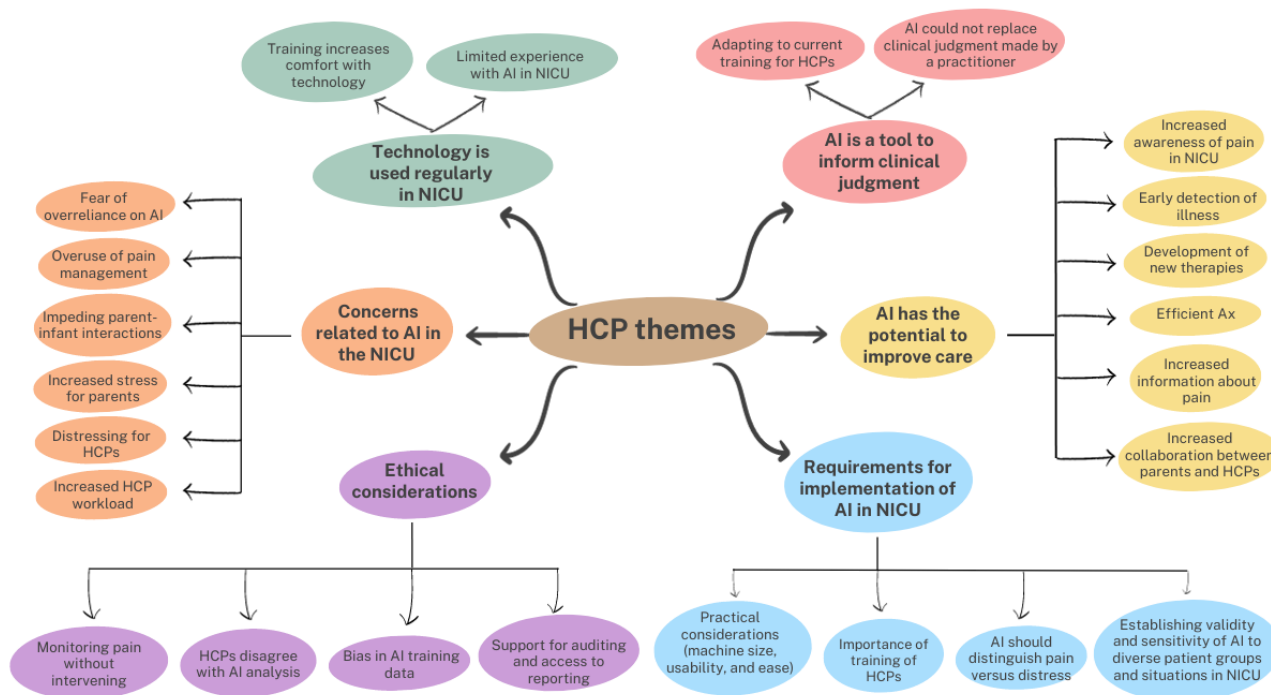 Training increases
comfort with
technology
Limited experience
with AI in NICU
Technology is
used regularly
in NICU
Adapting to current
training for HCPs
AI could not replace
clinical judgment made by
a practitioner
AI is a tool to
inform clinical
judgment
Fear of
overreliance on AI
Overuse of pain
management
Impeding parent-
infant interactions
Increased stress
for parents
Distressing for
HCPs
Increased HCP
workload
Concerns
related to AI in
the NICU
HCP themes
AI has the
potential to
improve care
Increased
awareness of pain
in NICU
Early detection of
illness
Development of
new therapies
Efficient Ax
Increased
information about
pain
Increased
collaboration between
parents and HCPs
Ethical
considerations
Monitoring pain
without
intervening
HCPs disagree
with AI analysis
Bias in AI training
data
Support for auditing
and access to
reporting
Requirements for
implementation of
AI in NICU
Practical
considerations
(machine size,
usability, and ease)
Importance of
training of
HCPs
AI should
distinguish pain
versus distress
Establishing validity
and sensitivity of AI to
diverse patient groups
and situations in NICU